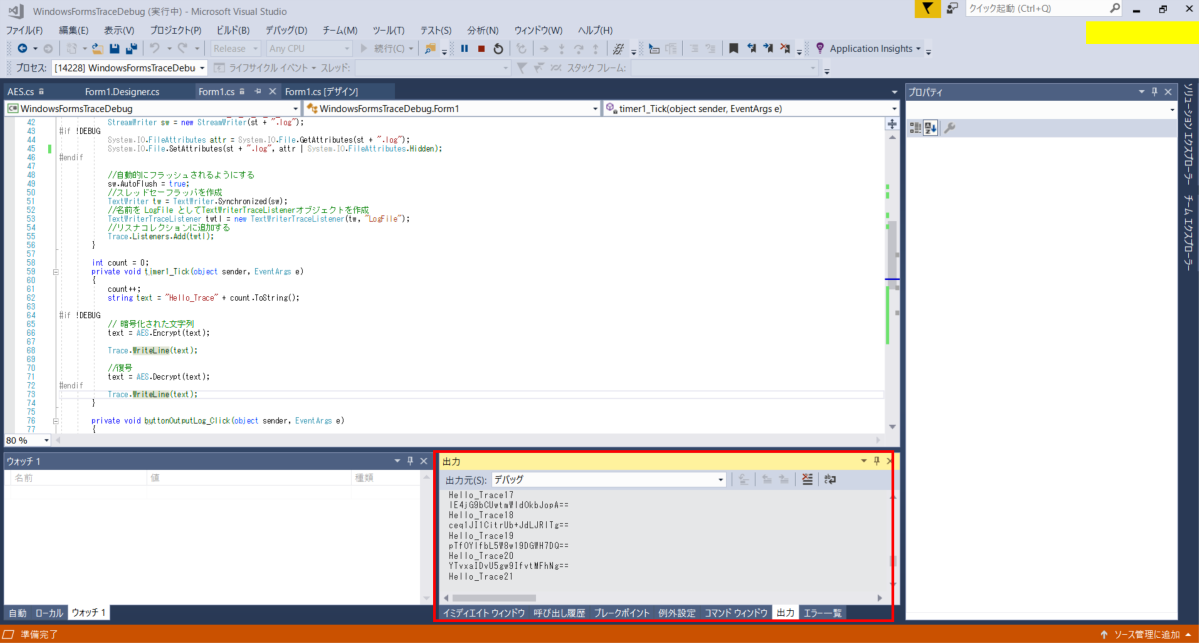 WindowsFormsTraceDebug (実行中) - Microsoft Visual Studio
クイック起動 (Ctrl+Q)
ファイル(F) 編集(E) 表示(V) プロジェクト(P) ビルド(B) デバッグ(D) チーム(M) ツール(T) テスト(S) 分析(N) ウィンドウ(W) ヘルプ(H)
Release Any CPU 続行(C) Application Insights
プロセス: [14228] WindowsFormsTraceDebu ライフサイクル イベント スレッド: スタック フレーム:
AES.cs Form1.Designer.cs Form1.cs Form1.cs [デザイン]
WindowsFormsTraceDebug WindowsFormsTraceDebug.Form1 timer1_Tick(object sender, EventArgs e)
42 StreamWriter sw = new StreamWriter(st + ".log");
43 #if !DEBUG
44 System.IO.FileAttributes attr = System.IO.File.GetAttributes(st + ".log");
45 System.IO.File.SetAttributes(st + ".log", attr | System.IO.FileAttributes.Hidden);
46 #endif
47
48 //自動的にフラッシュされるようにする
49 sw.AutoFlush = true;
50 //スレッドセーフラッパを作成
51 TextWriter tw = TextWriter.Synchronized(sw);
52 //名前を LogFile としてTextWriterTraceListenerオブジェクトを作成
53 TextWriterTraceListener twtl = new TextWriterTraceListener(tw, "LogFile");
54 //リスナコレクションに追加する
55 Trace.Listeners.Add(twtl);
56 }
57
58 int count = 0;
59 private void timer1_Tick(object sender, EventArgs e)
60 {
61 count++;
62 string text = "Hello_Trace" + count.ToString();
63
64 #if !DEBUG
65 // 暗号化された文字列
66 text = AES.Encrypt(text);
67
68 Trace.WriteLine(text);
69
70 //復号
71 text = AES.Decrypt(text);
72 #endif
73 Trace.WriteLine(text);
74 }
75
76 private void buttonOutputLog_Click(object sender, EventArgs e)
77 {
80 %
プロパティ
ソリューション エクスプローラー チーム エクスプローラー
ウォッチ 1
名前 値 種類
自動 ローカル ウォッチ 1
出力
出力元(S): デバッグ
Hello_Trace17
Hello_Trace18
Hello_Trace19
Hello_Trace20
Hello_Trace21
イミディエイト ウィンドウ 呼び出し履歴 ブレークポイント 例外設定 コマンド ウィンドウ 出力 エラー一覧
準備完了
ソース管理に追加